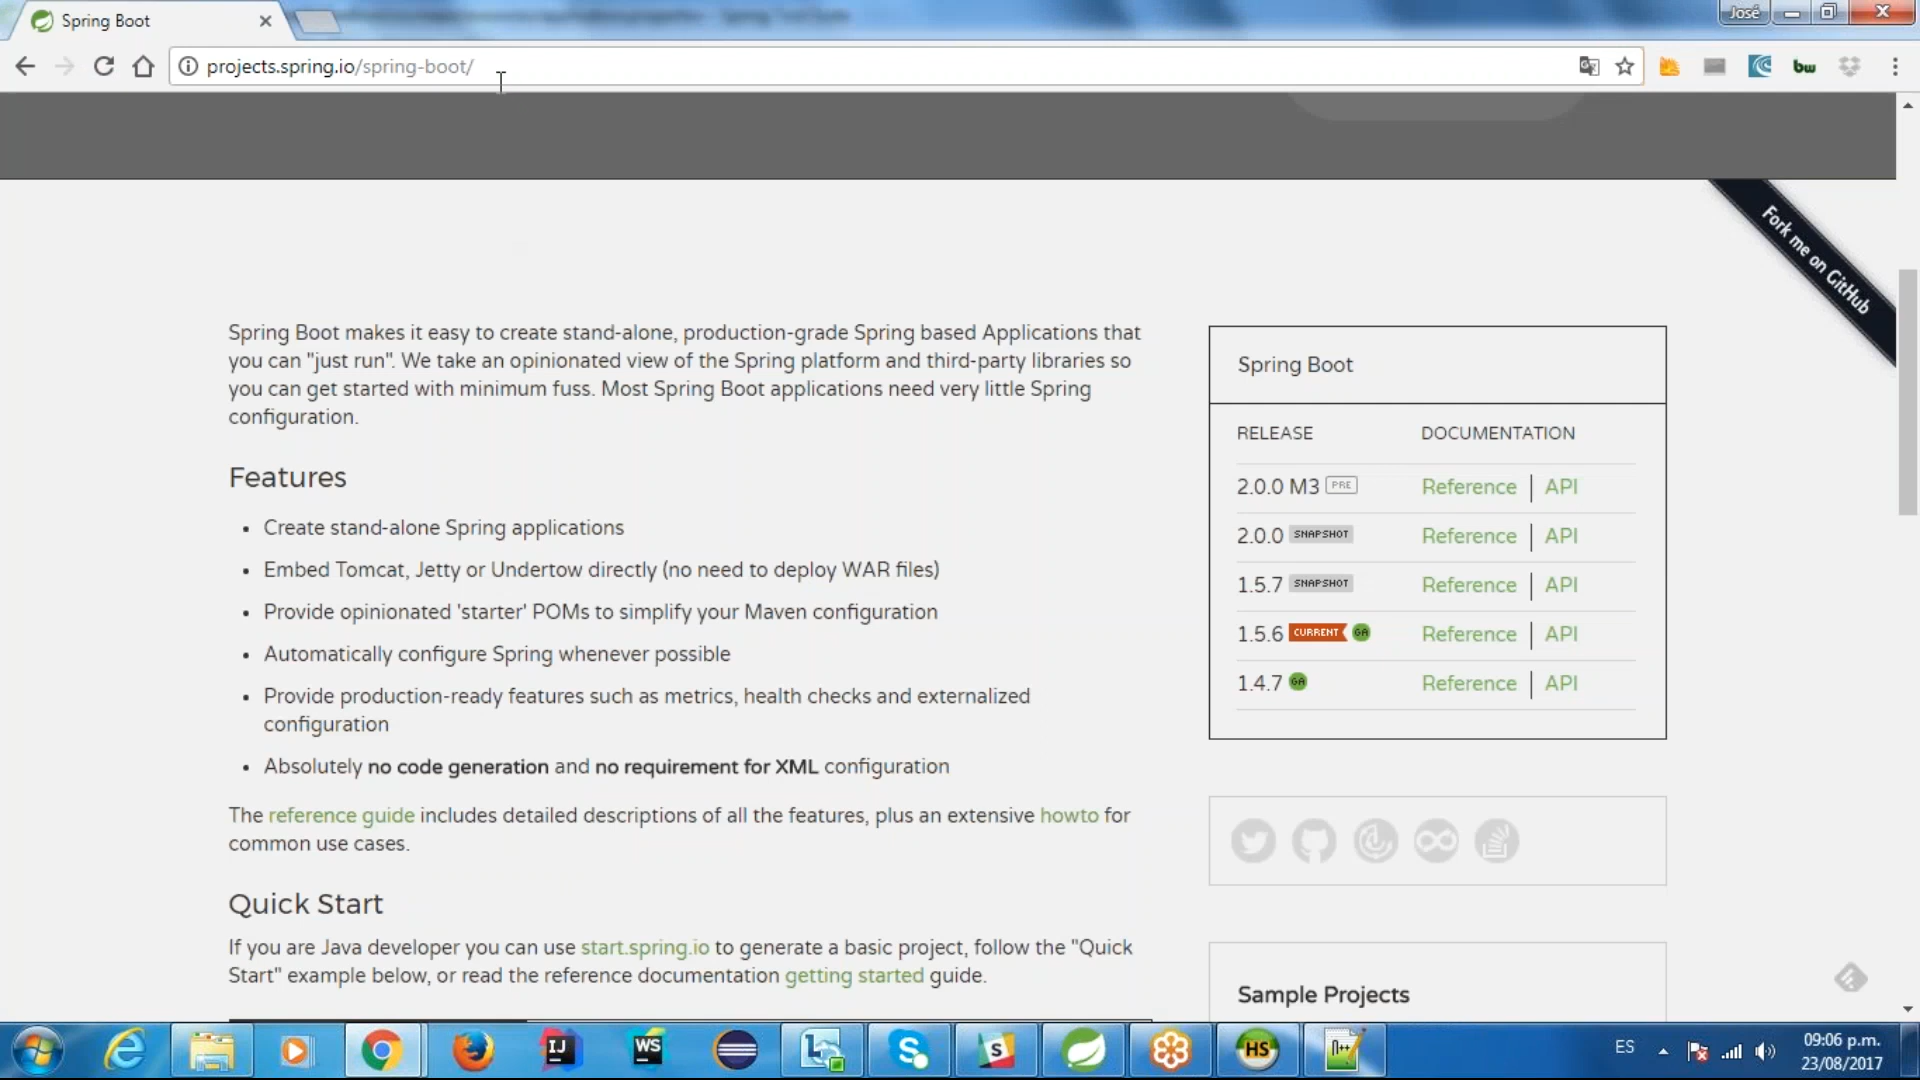 Spring Boot
José
projects.spring.io/spring-boot/
bw
Fork me on GitHub
Spring Boot makes it easy to create stand-alone, production-grade Spring based Applications that
you can "just run". We take an opinionated view of the Spring platform and third-party libraries so
you can get started with minimum fuss. Most Spring Boot applications need very little Spring
configuration.
Features
• Create stand-alone Spring applications
• Embed Tomcat, Jetty or Undertow directly (no need to deploy WAR files)
• Provide opinionated 'starter' POMs to simplify your Maven configuration
• Automatically configure Spring whenever possible
• Provide production-ready features such as metrics, health checks and externalized
configuration
• Absolutely no code generation and no requirement for XML configuration
The reference guide includes detailed descriptions of all the features, plus an extensive howto for
common use cases.
Quick Start
If you are Java developer you can use start.spring.io to generate a basic project, follow the "Quick
Start" example below, or read the reference documentation getting started guide.
Spring Boot
RELEASE DOCUMENTATION
2.0.0 M3 PRE Reference | API
2.0.0 SNAPSHOT Reference | API
1.5.7 SNAPSHOT Reference | API
1.5.6 CURRENT GA Reference | API
1.4.7 GA Reference | API
Sample Projects
IJ
WS
S
S
HS
n++
ES
09:06 p.m.
23/08/2017